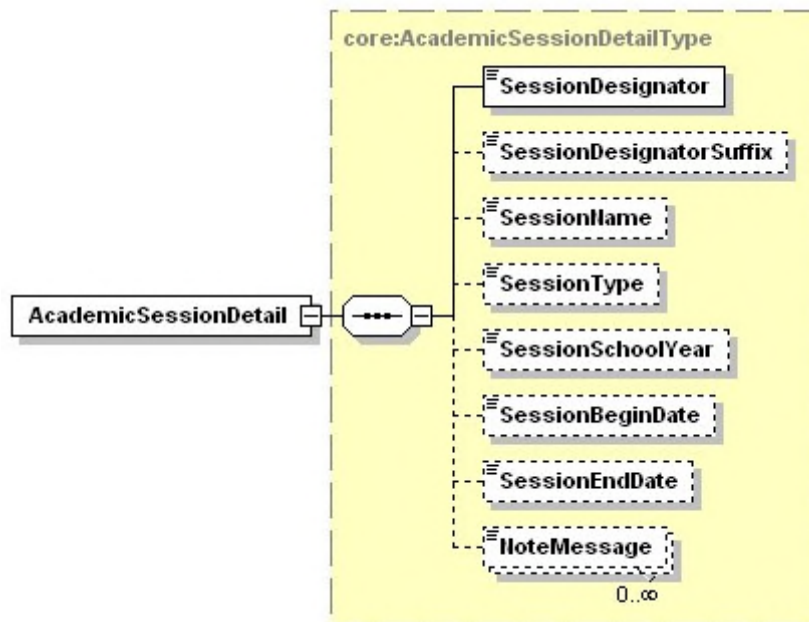 core:AcademicSessionDetailType
SessionDesignator
SessionDesignatorSuffix
SessionName
SessionType
AcademicSessionDetail
SessionSchoolYear
SessionBeginDate
SessionEndDate
NoteMessage
0..∞